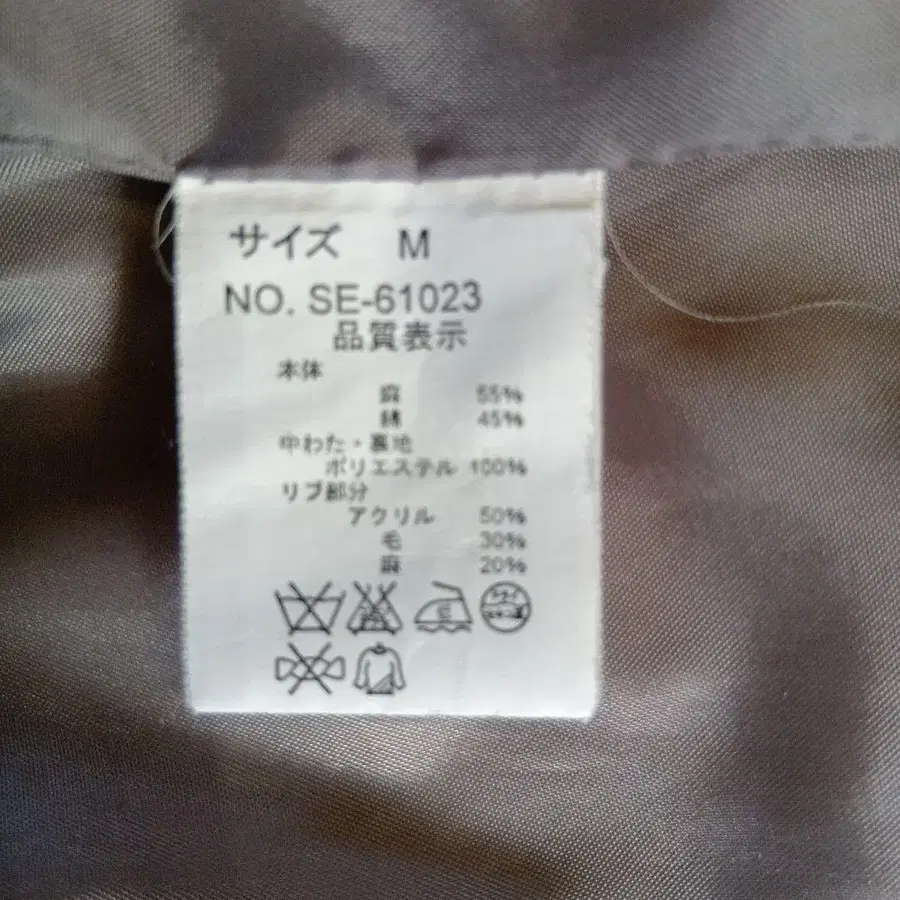 サイズ M
NO. SE-61023
品質表示
本体
麻 55%
綿 45%
中わた・裏地
ポリエステル 100%
リブ部分
アクリル 50%
毛 30%
麻 20%